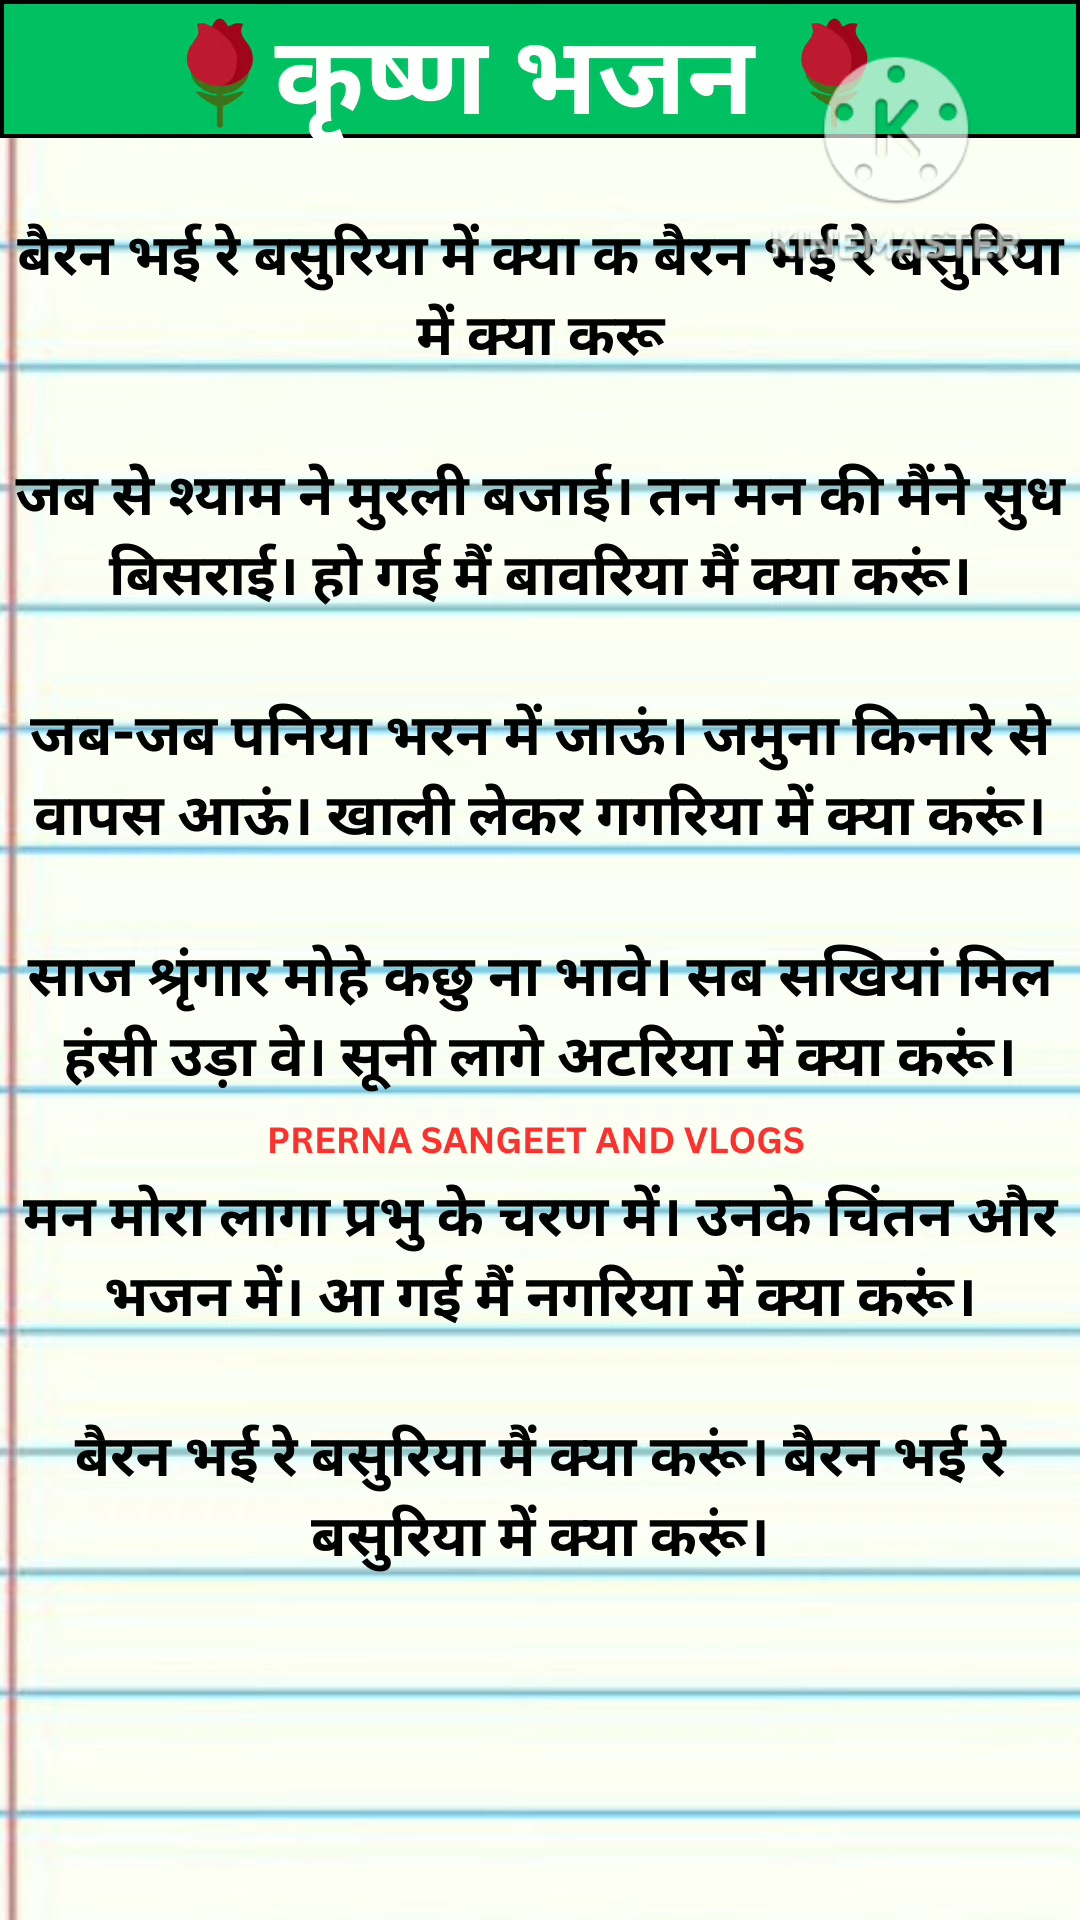 🌹कृष्ण भजन 🌹
KINEMASTER
बैरन भई रे बसुरिया में क्या क बैरन भई रे बसुरिया
में क्या करू
जब से श्याम ने मुरली बजाई। तन मन की मैंने सुध
बिसराई। हो गई मैं बावरिया मैं क्या करूं।
जब-जब पनिया भरन में जाऊं। जमुना किनारे से
वापस आऊं। खाली लेकर गगरिया में क्या करूं।
साज श्रृंगार मोहे कछु ना भावे। सब सखियां मिल
हंसी उड़ा वे। सूनी लागे अटरिया में क्या करूं।
PRERNA SANGEET AND VLOGS
मन मोरा लागा प्रभु के चरण में। उनके चिंतन और
भजन में। आ गई मैं नगरिया में क्या करूं।
बैरन भई रे बसुरिया मैं क्या करूं। बैरन भई रे
बसुरिया में क्या करूं।